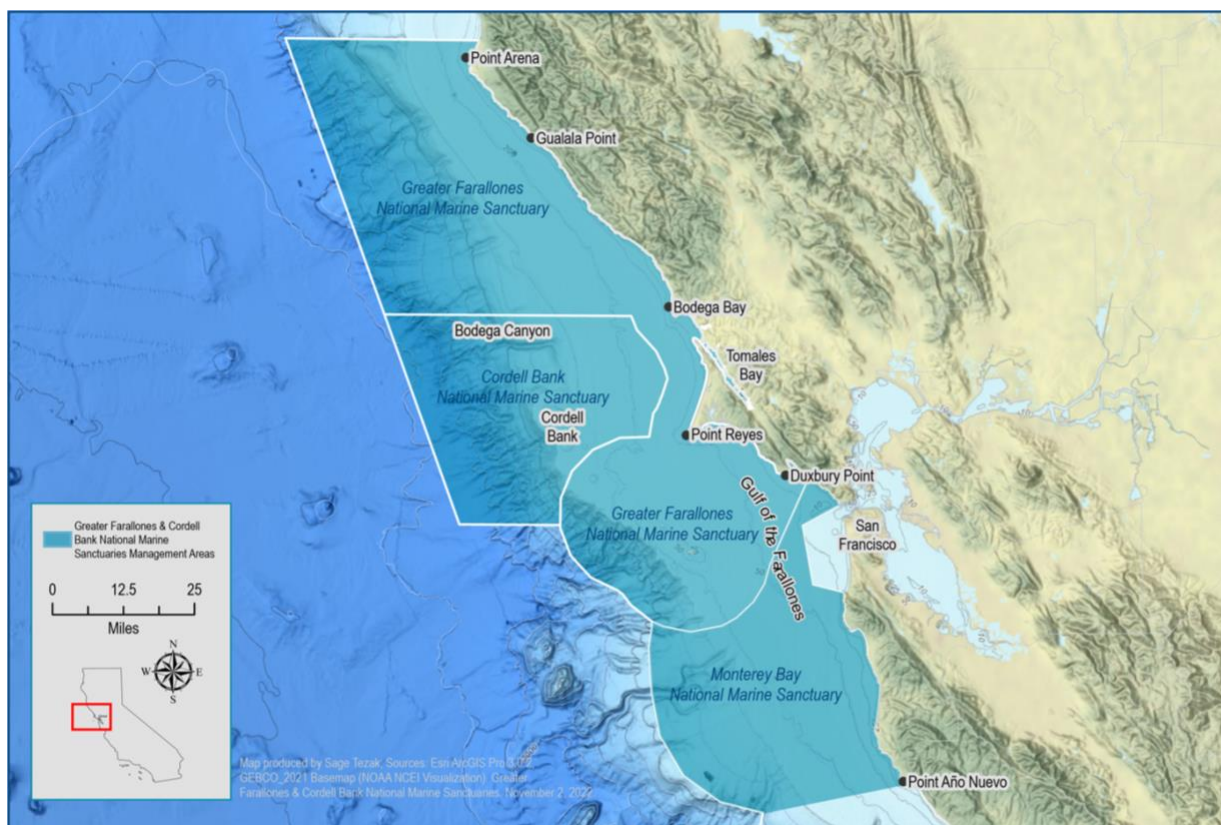 Point Arena
Gualala Point
Greater Farallones
National Marine Sanctuary
Bodega Bay
Bodega Canyon
Tomales
Bay
Cordell Bank
National Marine Sanctuary
Cordell
Bank
Point Reyes
Duxbury Point
Gulf of the Farallones
Greater Farallones
National Marine Sanctuary
San
Francisco
Monterey Bay
National Marine Sanctuary
Point Año Nuevo
Greater Farallones & Cordell
Bank National Marine
Sanctuaries Management Areas
0 12.5 25
Miles
N
W E
S
Map produced by Sage Tezak, Sources: Esri ArcGIS Pro
GEBCO_2021 Basemap (NOAA NCEI Visualization). Greater
Farallones & Cordell Bank National Marine Sanctuaries. November 2, 2022